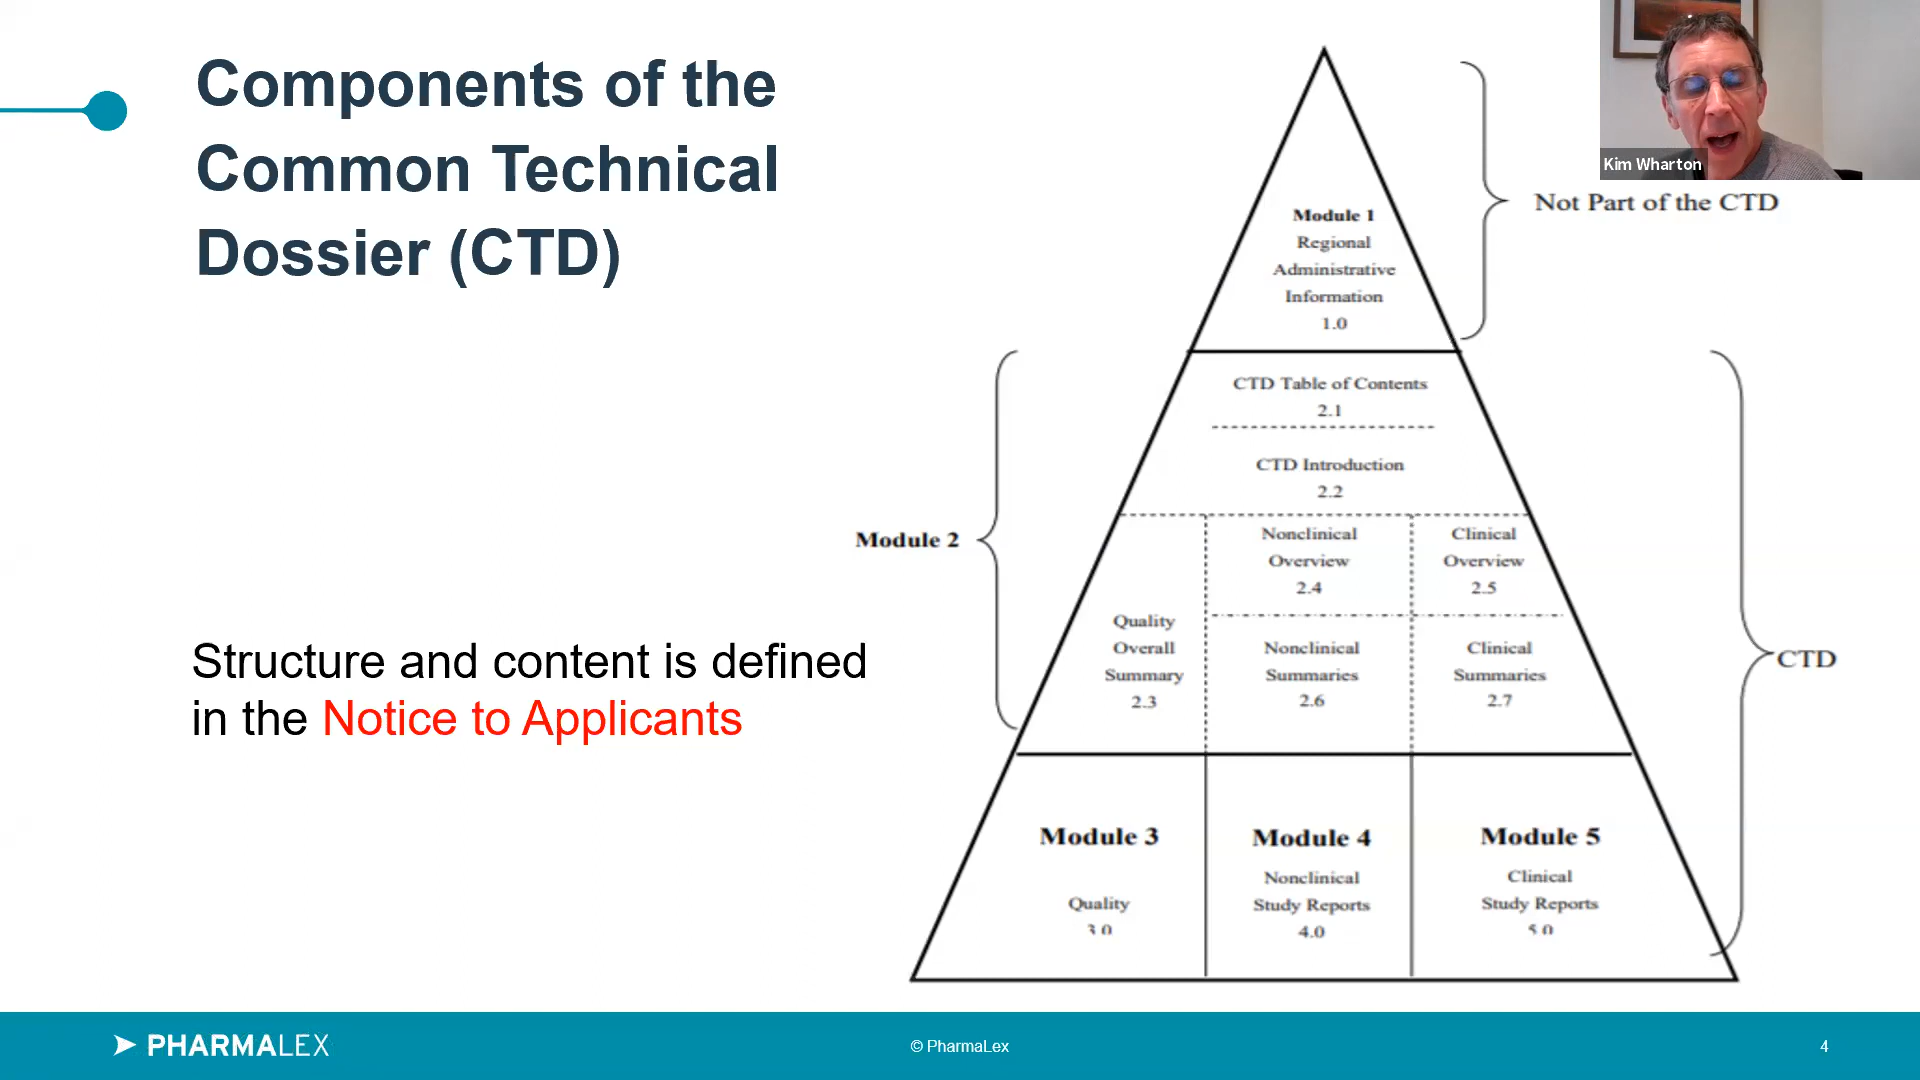 Components of the
Common Technical
Dossier (CTD)
Kim Wharton
Not Part of the CTD
Module 1
Regional
Administrative
Information
1.0
CTD Table of Contents
2.1
CTD Introduction
2.2
Module 2
Nonclinical
Overview
2.4
Clinical
Overview
2.5
Quality
Overall
Summary
2.3
Nonclinical
Summaries
2.6
Clinical
Summaries
2.7
CTD
Structure and content is defined
in the Notice to Applicants
Module 3
Quality
3.0
Module 4
Nonclinical
Study Reports
4.0
Module 5
Clinical
Study Reports
5.0
PHARMALEX
© PharmaLex
4